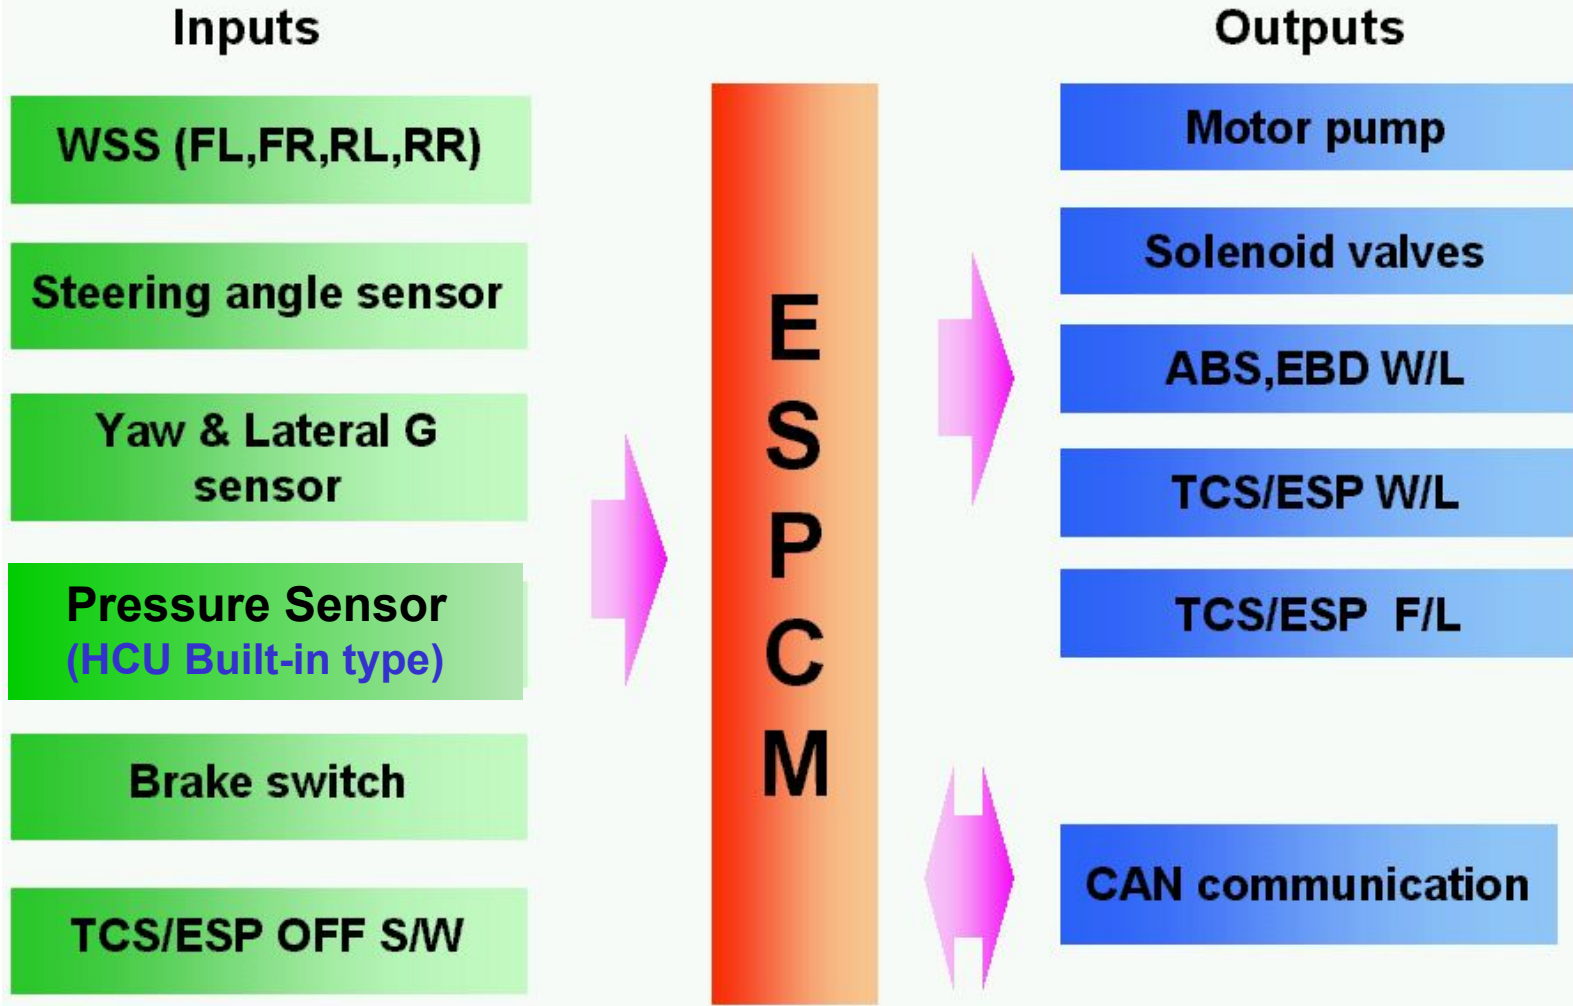 Inputs
WSS (FL,FR,RL,RR)
Steering angle sensor
Yaw & Lateral G
sensor
Pressure Sensor
(HCU Built-in type)
Brake switch
TCS/ESP OFF S/W
E
S
P
C
M
Outputs
Motor pump
Solenoid valves
ABS,EBD W/L
TCS/ESP W/L
TCS/ESP F/L
CAN communication